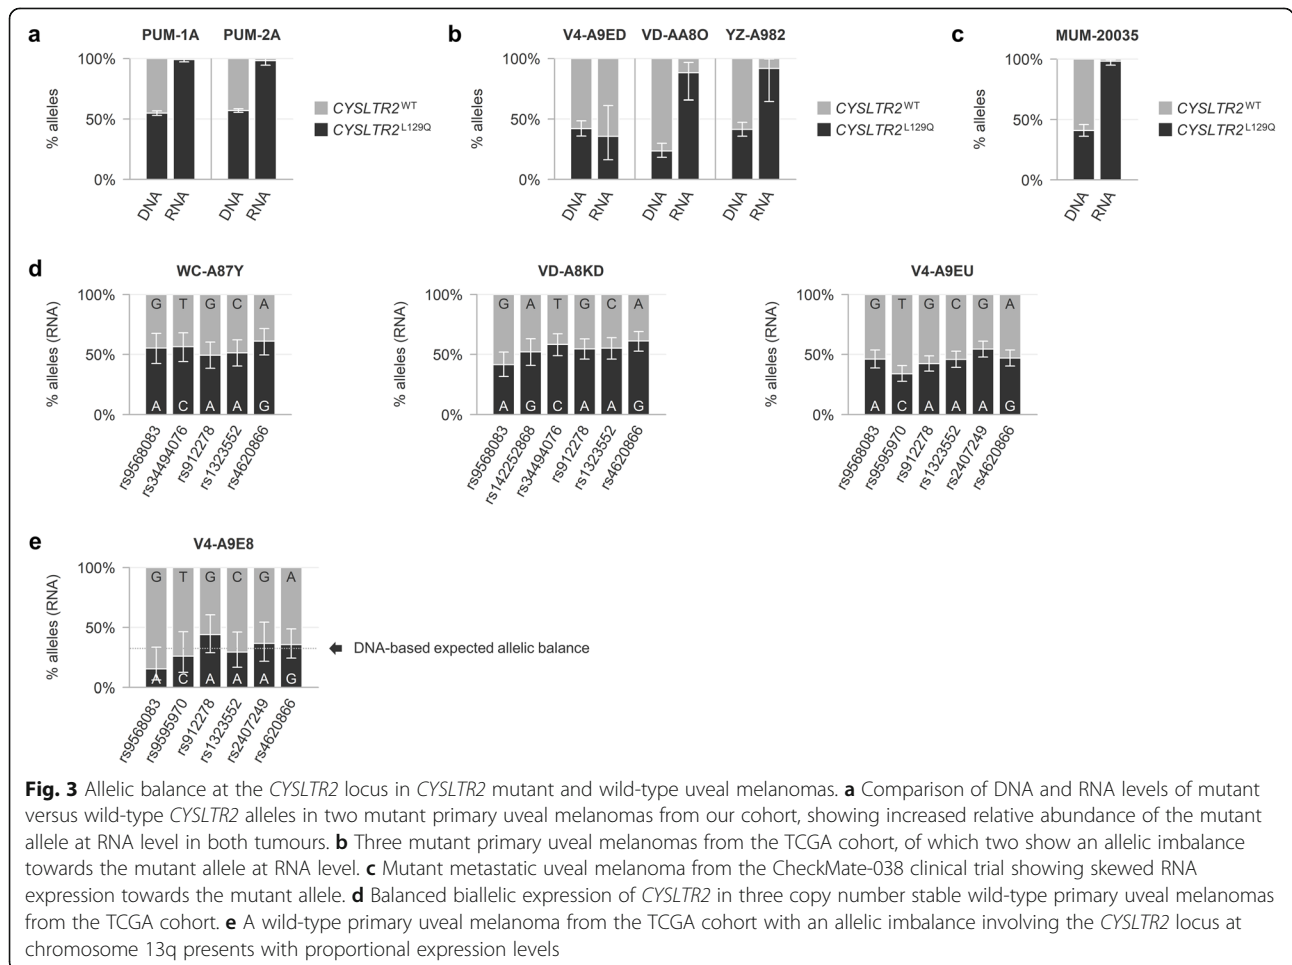 a
PUM-1A PUM-2A
100%
50%
0%
% alleles
DNA RNA DNA RNA
CYSLTR2WT
CYSLTR2L129Q
b
V4-A9ED VD-AA8O YZ-A982
100%
50%
0%
% alleles
DNA RNA DNA RNA DNA RNA
CYSLTR2WT
CYSLTR2L129Q
c
MUM-20035
100%
50%
0%
% alleles
DNA RNA
CYSLTR2WT
CYSLTR2L129Q
d
WC-A87Y
100%
50%
0%
% alleles (RNA)
G T G C A
A C A A G
rs9568083 rs34494076 rs912278 rs1323552 rs4620866
VD-A8KD
100%
50%
0%
% alleles (RNA)
G A T G C A
A G C A A G
rs9568083 rs142252868 rs34494076 rs912278 rs1323552 rs4620866
V4-A9EU
100%
50%
0%
% alleles (RNA)
G T G C G A
A C A A A G
rs9568083 rs9595970 rs912278 rs1323552 rs2407249 rs4620866
e
V4-A9E8
100%
50%
0%
% alleles (RNA)
G T G C G A
A C A A A G
rs9568083 rs9595970 rs912278 rs1323552 rs2407249 rs4620866
DNA-based expected allelic balance
Fig. 3 Allelic balance at the CYSLTR2 locus in CYSLTR2 mutant and wild-type uveal melanomas. a Comparison of DNA and RNA levels of mutant
versus wild-type CYSLTR2 alleles in two mutant primary uveal melanomas from our cohort, showing increased relative abundance of the mutant
allele at RNA level in both tumours. b Three mutant primary uveal melanomas from the TCGA cohort, of which two show an allelic imbalance
towards the mutant allele at RNA level. c Mutant metastatic uveal melanoma from the CheckMate-038 clinical trial showing skewed RNA
expression towards the mutant allele. d Balanced biallelic expression of CYSLTR2 in three copy number stable wild-type primary uveal melanomas
from the TCGA cohort. e A wild-type primary uveal melanoma from the TCGA cohort with an allelic imbalance involving the CYSLTR2 locus at
chromosome 13q presents with proportional expression levels